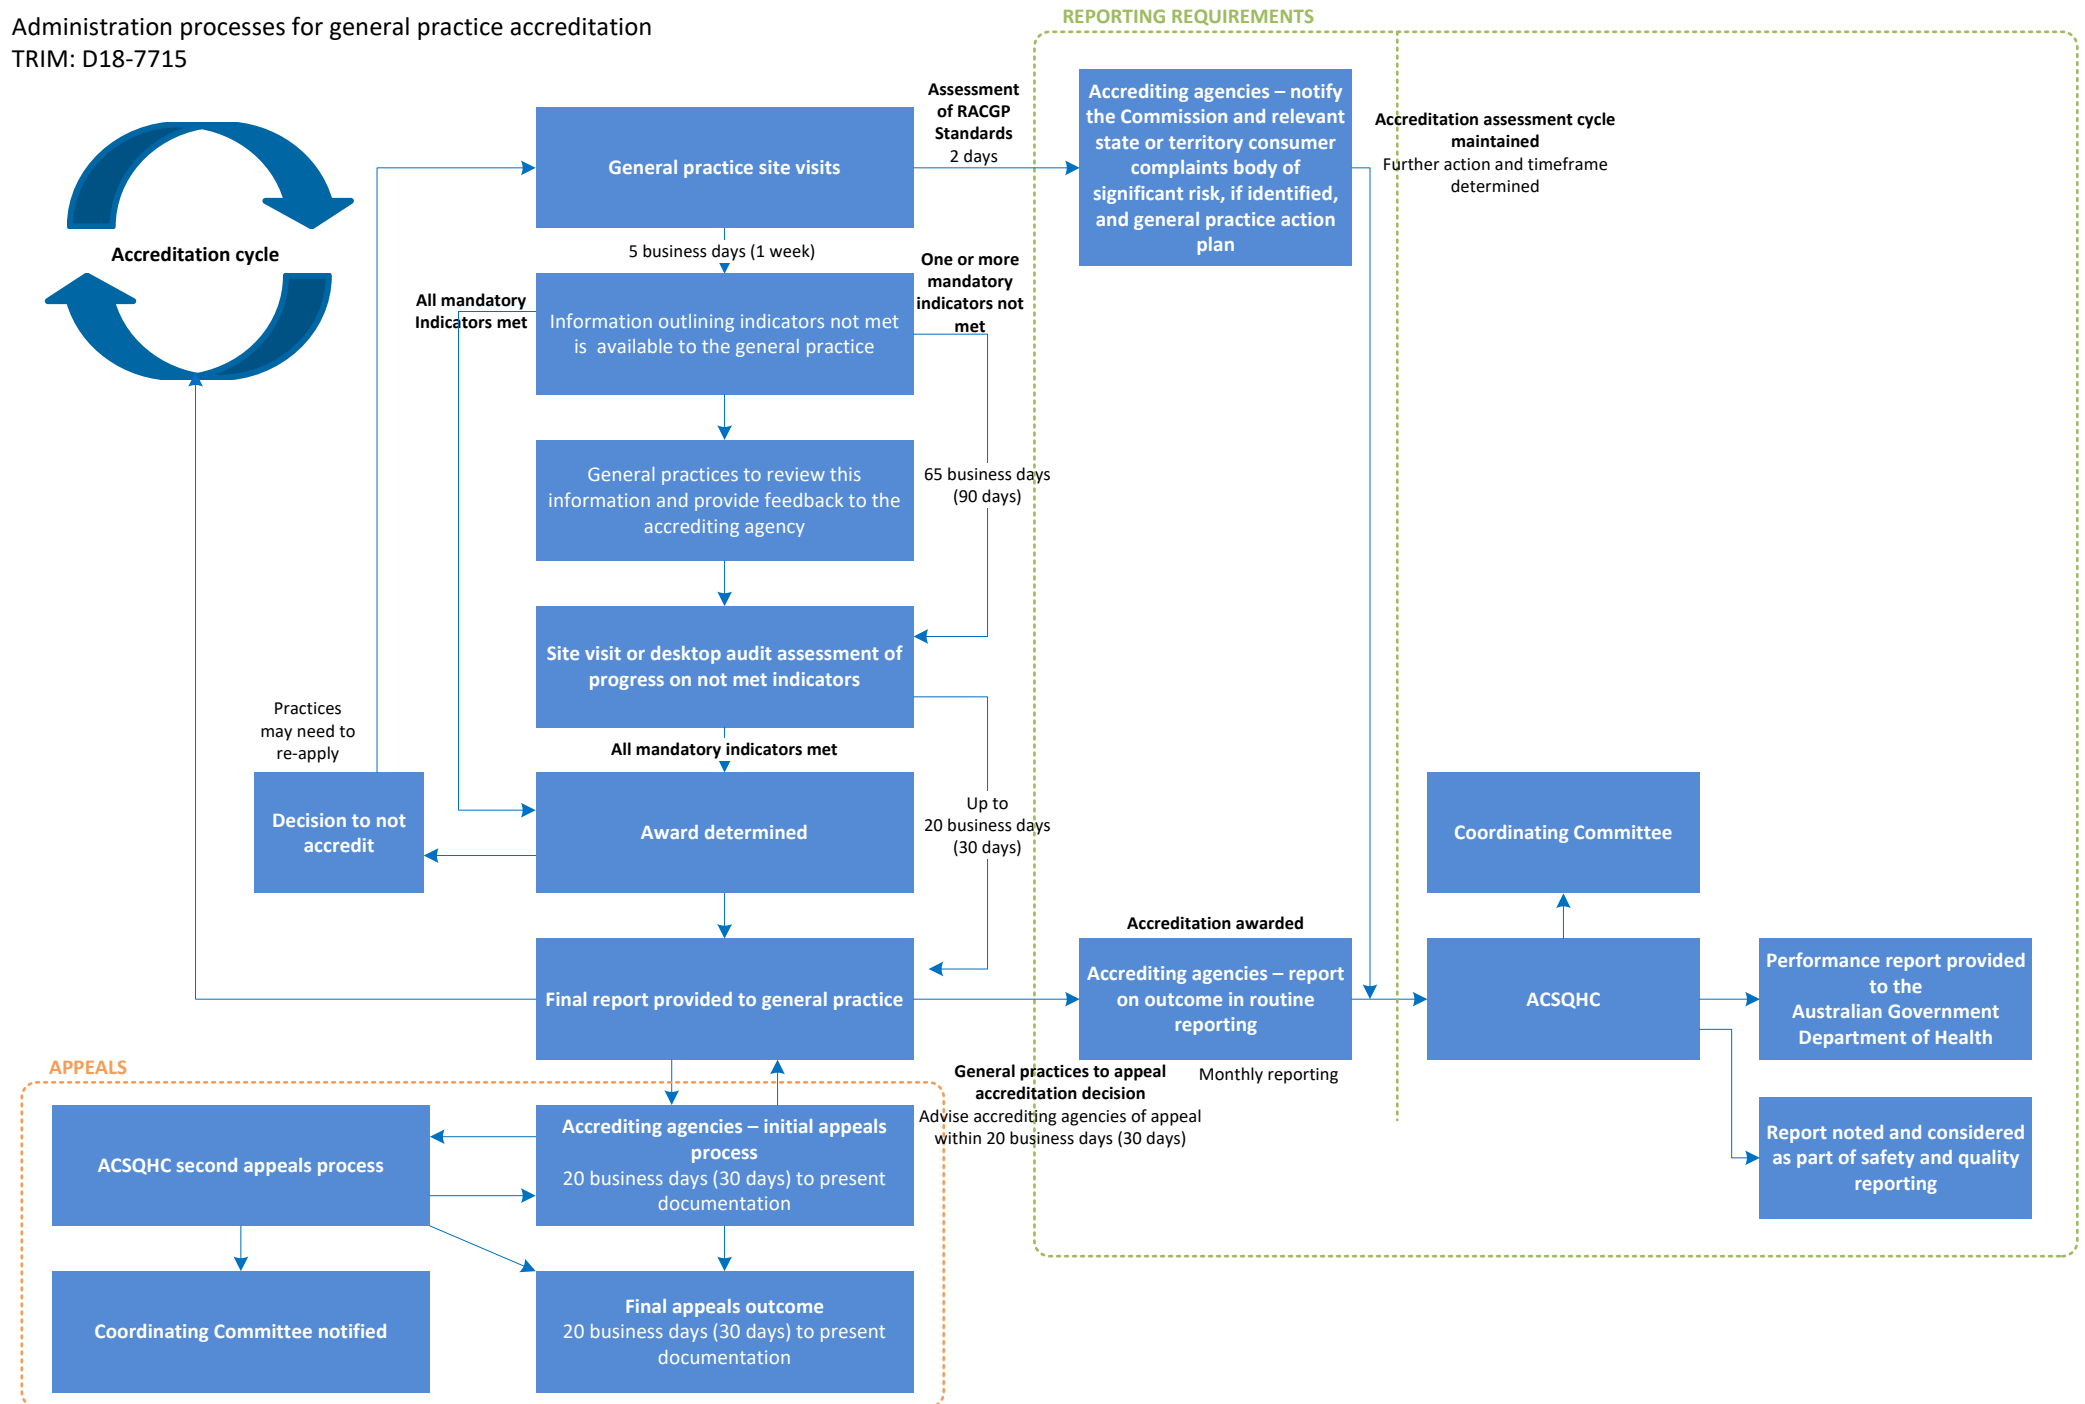 Administration processes for general practice accreditation
TRIM: D18-7715
REPORTING REQUIREMENTS
Accreditation cycle
General practice site visits
Assessment
of RACGP
Standards
2 days
Accrediting agencies – notify
the Commission and relevant
state or territory consumer
complaints body of
significant risk, if identified,
and general practice action
plan
Accreditation assessment cycle
maintained
Further action and timeframe
determined
5 business days (1 week)
All mandatory
Indicators met
One or more
mandatory
indicators not
met
Information outlining indicators not met
is  available to the general practice
General practices to review this
information and provide feedback to the
accrediting agency
65 business days
(90 days)
Site visit or desktop audit assessment of
progress on not met indicators
Practices
may need to
re-apply
All mandatory indicators met
Decision to not
accredit
Award determined
Up to
20 business days
(30 days)
Coordinating Committee
Accreditation awarded
Final report provided to general practice
Accrediting agencies – report
on outcome in routine
reporting
Monthly reporting
ACSQHC
Performance report provided
to the
Australian Government
Department of Health
Report noted and considered
as part of safety and quality
reporting
APPEALS
General practices to appeal
accreditation decision
Advise accrediting agencies of appeal
within 20 business days (30 days)
ACSQHC second appeals process
Accrediting agencies – initial appeals
process
20 business days (30 days) to present
documentation
Coordinating Committee notified
Final appeals outcome
20 business days (30 days) to present
documentation